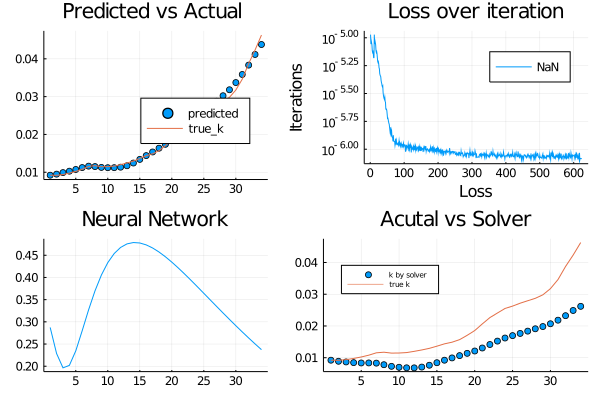 Predicted vs Actual
0.04
0.03
0.02
0.01
predicted
true_k
5 10 15 20 25 30
Loss over iteration
10^-5.00
10^-5.25
10^-5.50
10^-5.75
10^-6.00
Iterations
NaN
0 100 200 300 400 500 600
Loss
Neural Network
0.45
0.40
0.35
0.30
0.25
0.20
5 10 15 20 25 30
Acutal vs Solver
0.04
0.03
0.02
0.01
k by solver
true k
5 10 15 20 25 30